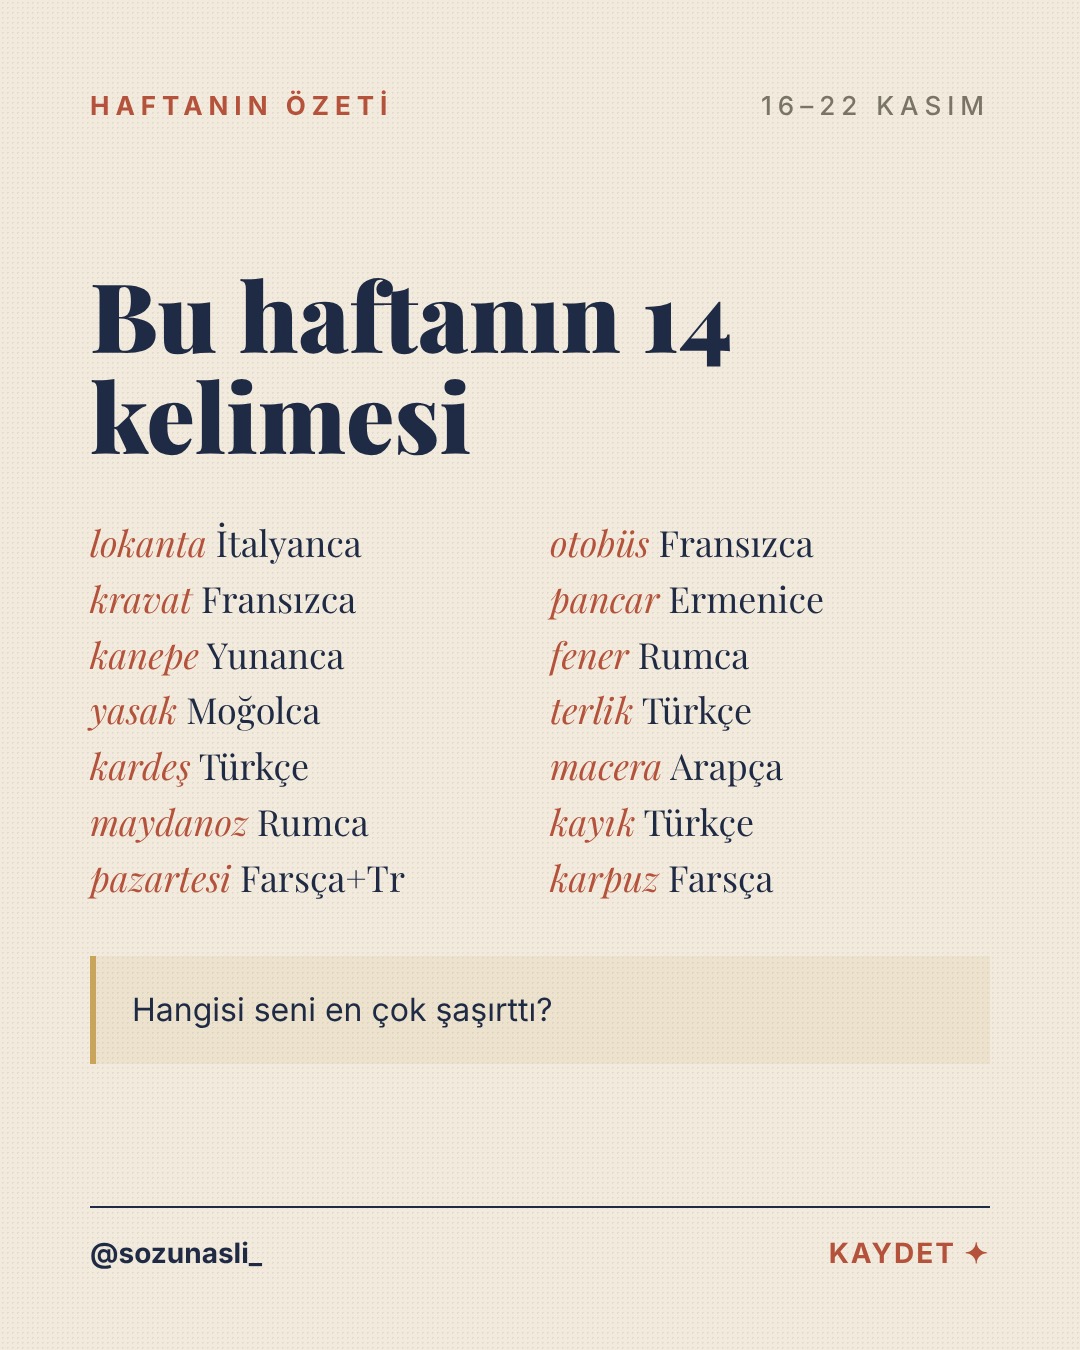 HAFTANIN ÖZETİ
16–22 KASIM
Bu haftanın 14
kelimesi
lokanta İtalyanca
kravat Fransızca
kanepe Yunanca
yasak Moğolca
kardeş Türkçe
maydanoz Rumca
pazartesi Farsça+Tr
otobüs Fransızca
pancar Ermenice
fener Rumca
terlik Türkçe
macera Arapça
kayık Türkçe
karpuz Farsça
Hangisi seni en çok şaşırttı?
@sozunasli_
KAYDET ✦